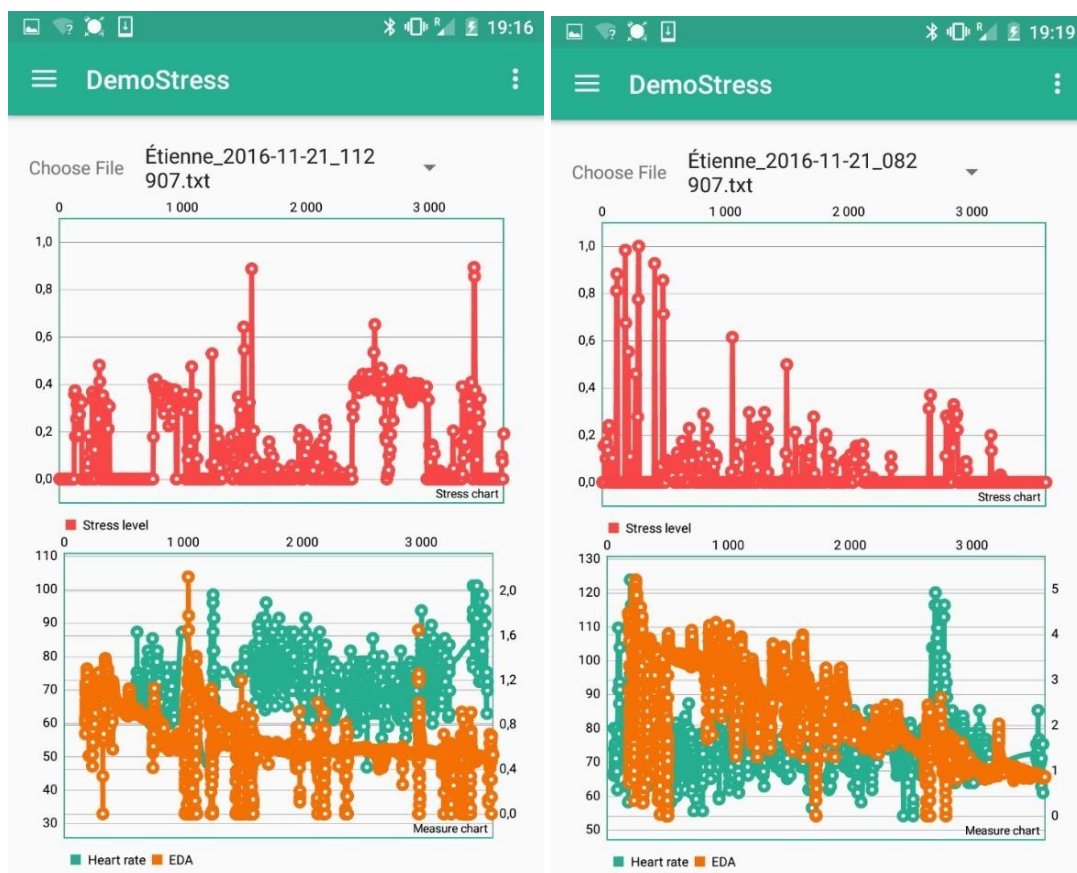 19:16
DemoStress
Choose File
Étienne_2016-11-21_112
907.txt
0 1 000 2 000 3 000
1,0
0,8
0,6
0,4
0,2
0,0
Stress chart
Stress level
0 1 000 2 000 3 000
110
100
90
80
70
60
50
40
30
2,0
1,6
1,2
0,8
0,4
0,0
Measure chart
Heart rate EDA
R
?
19:19
DemoStress
Choose File
Étienne_2016-11-21_082
907.txt
0 1 000 2 000 3 000
1,0
0,8
0,6
0,4
0,2
0,0
Stress chart
Stress level
0 1 000 2 000 3 000
130
120
110
100
90
80
70
60
50
5
4
3
2
1
0
Measure chart
Heart rate EDA
R
?